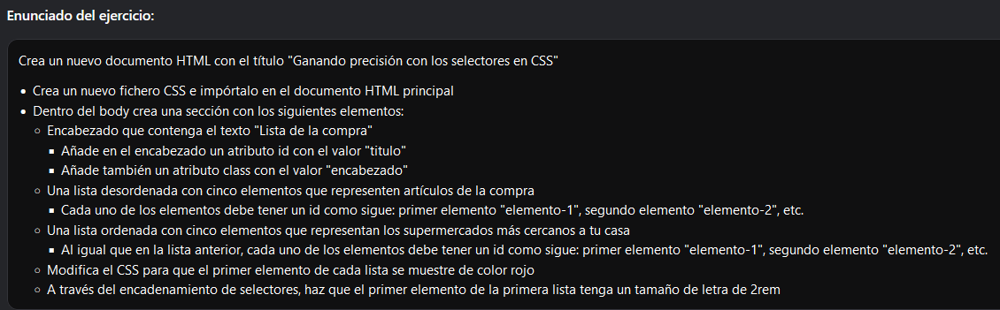 Enunciado del ejercicio:
Crea un nuevo documento HTML con el título "Ganando precisión con los selectores en CSS"
Crea un nuevo fichero CSS e impórtalo en el documento HTML principal
Dentro del body crea una sección con los siguientes elementos:
Encabezado que contenga el texto "Lista de la compra"
Añade en el encabezado un atributo id con el valor "titulo"
Añade también un atributo class con el valor "encabezado"
Una lista desordenada con cinco elementos que representen artículos de la compra
Cada uno de los elementos debe tener un id como sigue: primer elemento "elemento-1", segundo elemento "elemento-2", etc.
Una lista ordenada con cinco elementos que representan los supermercados más cercanos a tu casa
Al igual que en la lista anterior, cada uno de los elementos debe tener un id como sigue: primer elemento "elemento-1", segundo elemento "elemento-2", etc.
Modifica el CSS para que el primer elemento de cada lista se muestre de color rojo
A través del encadenamiento de selectores, haz que el primer elemento de la primera lista tenga un tamaño de letra de 2rem